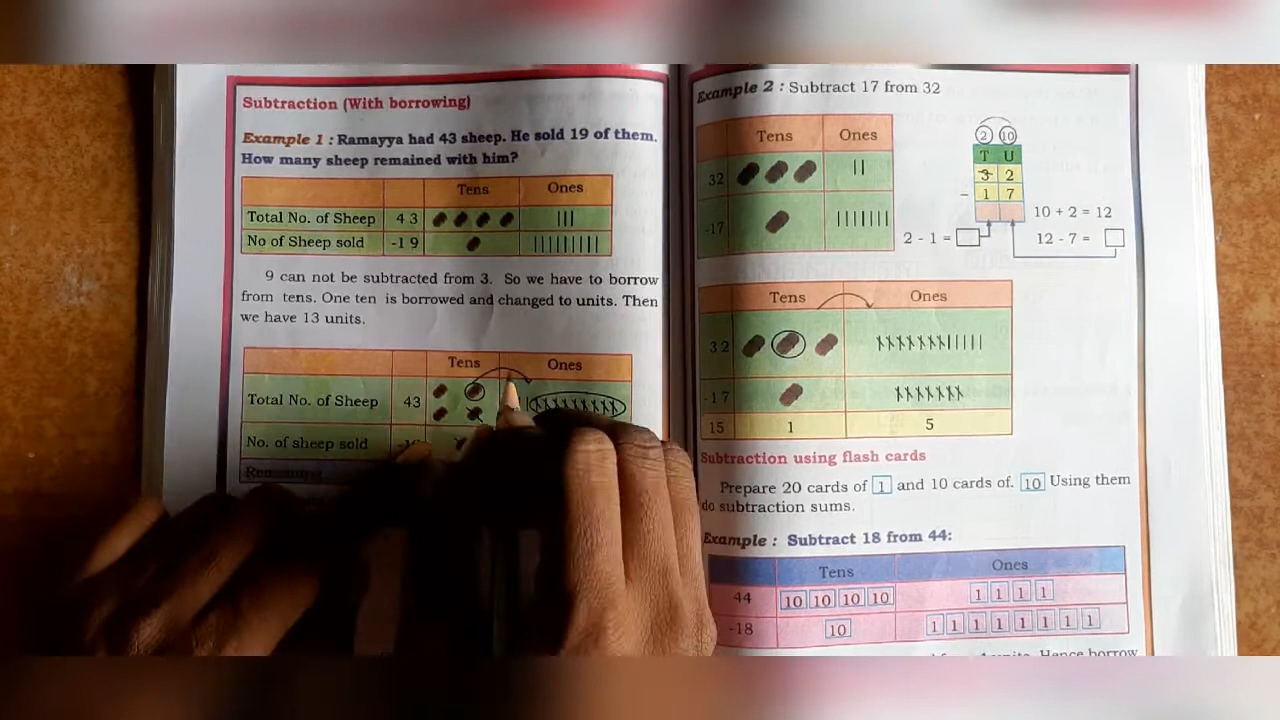 Subtraction (With borrowing)
Example 1 : Ramayya had 43 sheep. He sold 19 of them.
How many sheep remained with him?
Tens Ones
Total No. of Sheep 4 3
No of Sheep sold -1 9
9 can not be subtracted from 3. So we have to borrow
from tens. One ten is borrowed and changed to units. Then
we have 13 units.
Tens Ones
Total No. of Sheep 43
No. of sheep sold
Example 2 : Subtract 17 from 32
Tens Ones
32
-17
2 10
T U
3 2
- 1 7
10 + 2 = 12
2 - 1 =
12 - 7 =
Tens Ones
3 2
-1 7
15 1 5
Subtraction using flash cards
Prepare 20 cards of 1 and 10 cards of. 10 Using them
do subtraction sums.
Example : Subtract 18 from 44:
Tens Ones
44 10 10 10 10 1 1 1 1
-18 10 1 1 1 1 1 1 1 1
Hence borrow